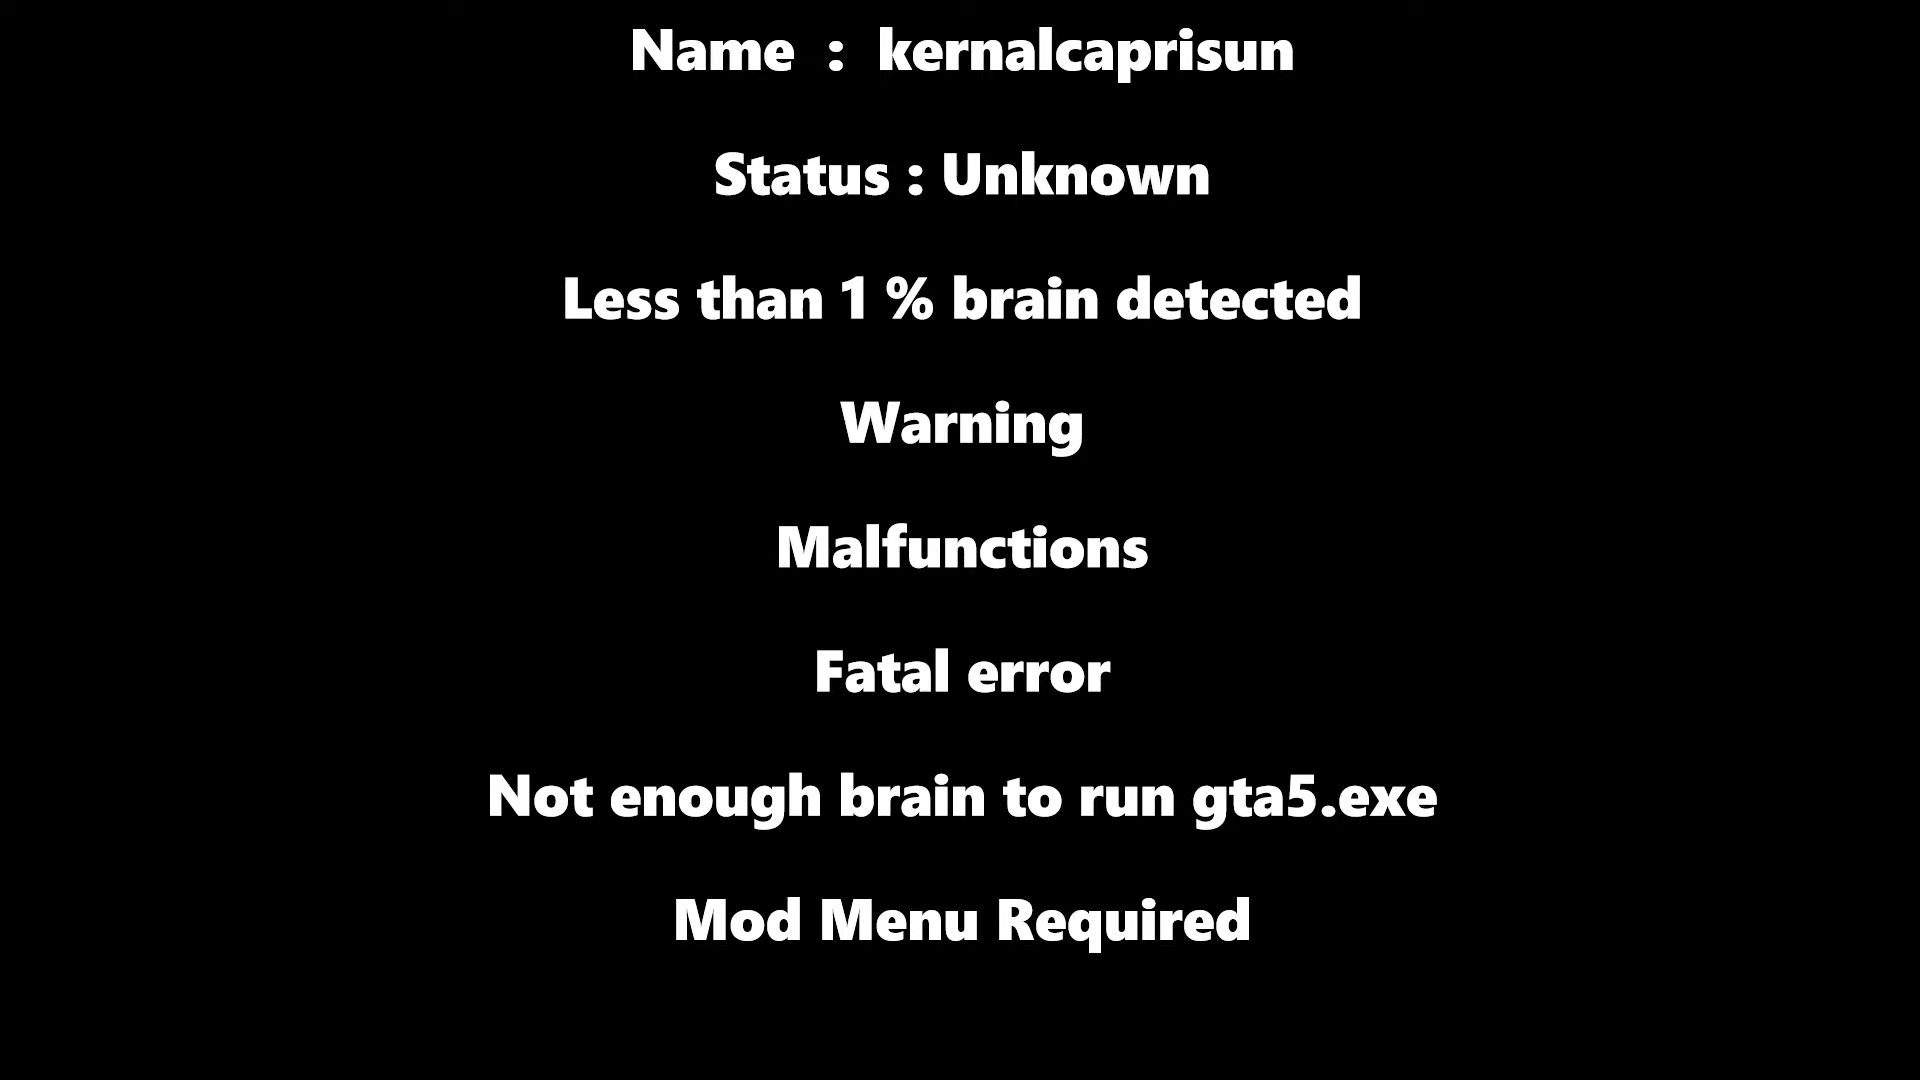 Name  :  kernalcaprisun
Status : Unknown
Less than 1 % brain detected
Warning
Malfunctions
Fatal error
Not enough brain to run gta5.exe
Mod Menu Required